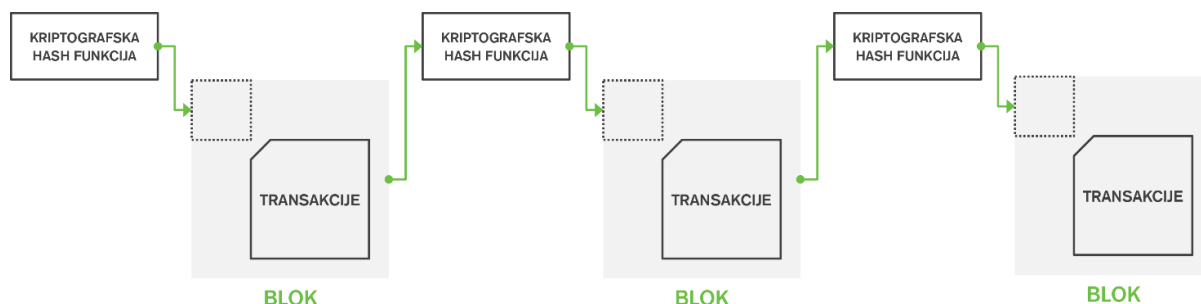 KRIPTOGRAFSKA
HASH FUNKCIJA
KRIPTOGRAFSKA
HASH FUNKCIJA
KRIPTOGRAFSKA
HASH FUNKCIJA
TRANSAKCIJE
TRANSAKCIJE
TRANSAKCIJE
BLOK
BLOK
BLOK